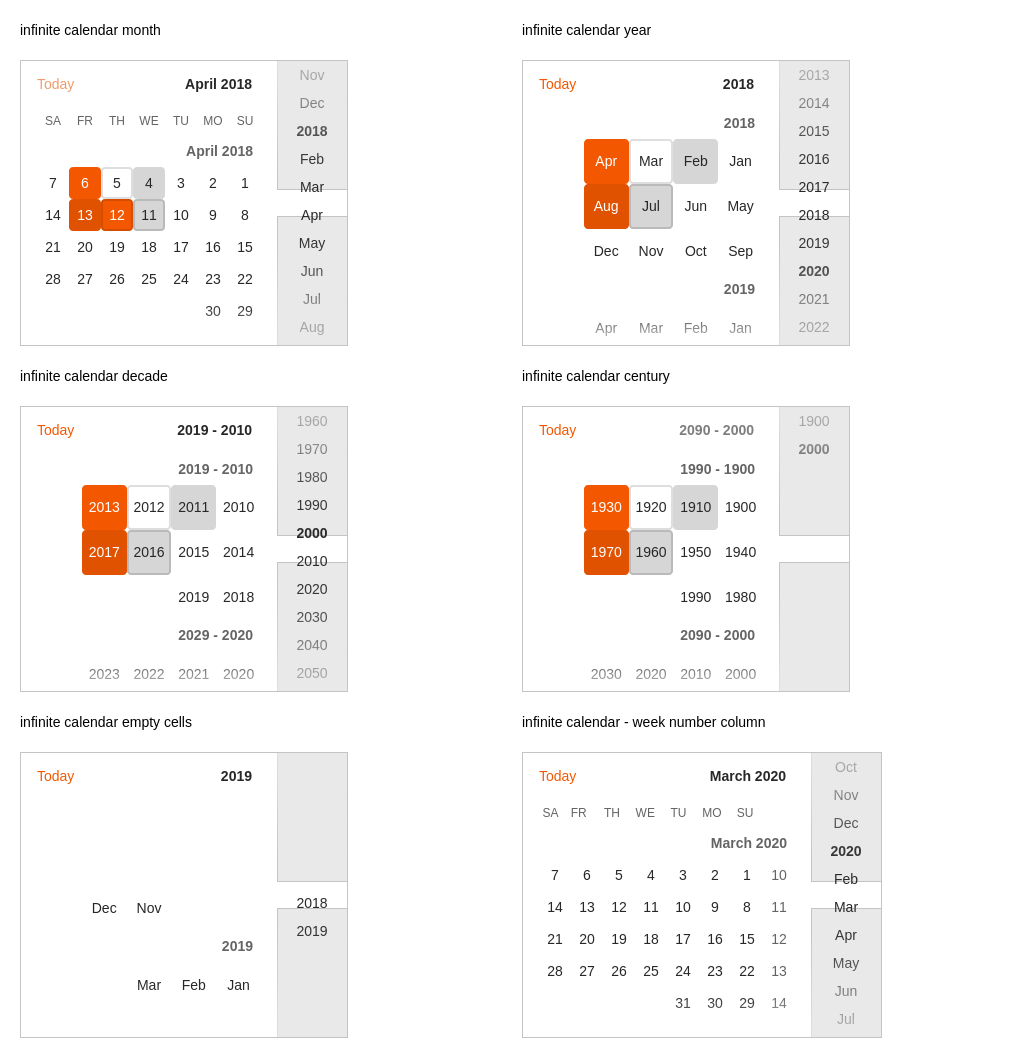 infinite calendar month
Today April 2018
SA FR TH WE TU MO SU
April 2018
7 6 5 4 3 2 1
14 13 12 11 10 9 8
21 20 19 18 17 16 15
28 27 26 25 24 23 22
30 29
Nov
Dec
2018
Feb
Mar
Apr
May
Jun
Jul
Aug
infinite calendar year
Today 2018
2018
Apr Mar Feb Jan
Aug Jul Jun May
Dec Nov Oct Sep
2019
Apr Mar Feb Jan
2013
2014
2015
2016
2017
2018
2019
2020
2021
2022
infinite calendar decade
Today 2019 - 2010
2019 - 2010
2013 2012 2011 2010
2017 2016 2015 2014
2019 2018
2029 - 2020
2023 2022 2021 2020
1960
1970
1980
1990
2000
2010
2020
2030
2040
2050
infinite calendar century
Today 2090 - 2000
1990 - 1900
1930 1920 1910 1900
1970 1960 1950 1940
1990 1980
2090 - 2000
2030 2020 2010 2000
1900
2000
infinite calendar empty cells
Today 2019
Dec Nov
2019
Mar Feb Jan
2018
2019
infinite calendar - week number column
Today March 2020
SA FR TH WE TU MO SU
March 2020
7 6 5 4 3 2 1 10
14 13 12 11 10 9 8 11
21 20 19 18 17 16 15 12
28 27 26 25 24 23 22 13
31 30 29 14
Oct
Nov
Dec
2020
Feb
Mar
Apr
May
Jun
Jul